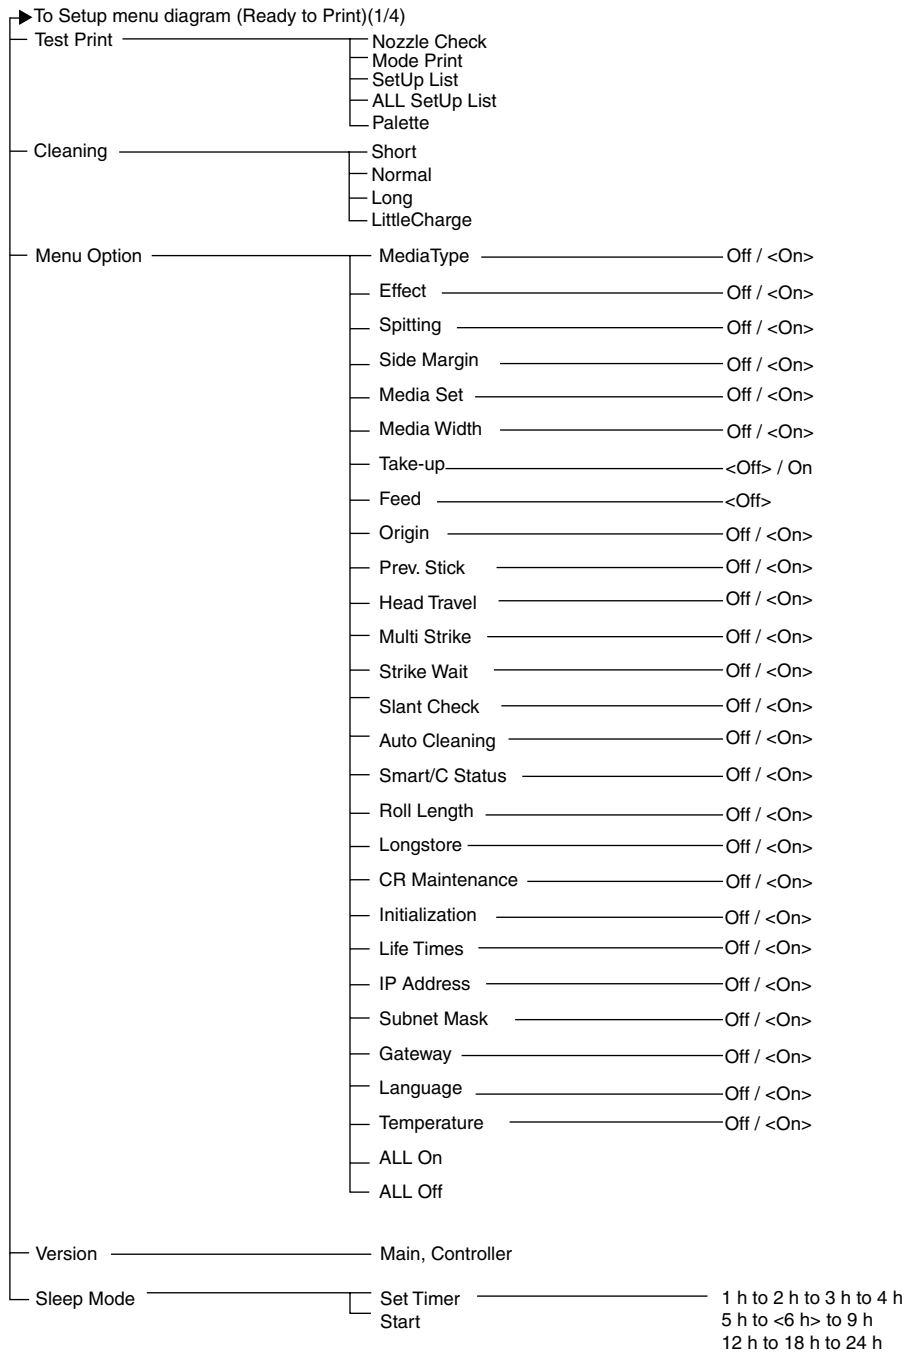 To Setup menu diagram (Ready to Print)(1/4)
Test Print
Nozzle Check
Mode Print
SetUp List
ALL SetUp List
Palette
Cleaning
Short
Normal
Long
LittleCharge
Menu Option
MediaType Off / <On>
Effect Off / <On>
Spitting Off / <On>
Side Margin Off / <On>
Media Set Off / <On>
Media Width Off / <On>
Take-up <Off> / On
Feed <Off>
Origin Off / <On>
Prev. Stick Off / <On>
Head Travel Off / <On>
Multi Strike Off / <On>
Strike Wait Off / <On>
Slant Check Off / <On>
Auto Cleaning Off / <On>
Smart/C Status Off / <On>
Roll Length Off / <On>
Longstore Off / <On>
CR Maintenance Off / <On>
Initialization Off / <On>
Life Times Off / <On>
IP Address Off / <On>
Subnet Mask Off / <On>
Gateway Off / <On>
Language Off / <On>
Temperature Off / <On>
ALL On
ALL Off
Version Main, Controller
Sleep Mode
Set Timer 1 h to 2 h to 3 h to 4 h
5 h to <6 h> to 9 h
12 h to 18 h to 24 h
Start